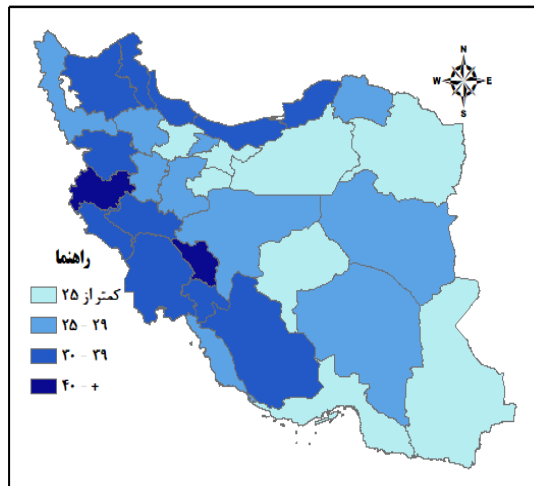 N
W E
S
راهنما
کمتر از ۲۵
۲۵ - ۲۹
۳۰ - ۳۹
۴۰ - +